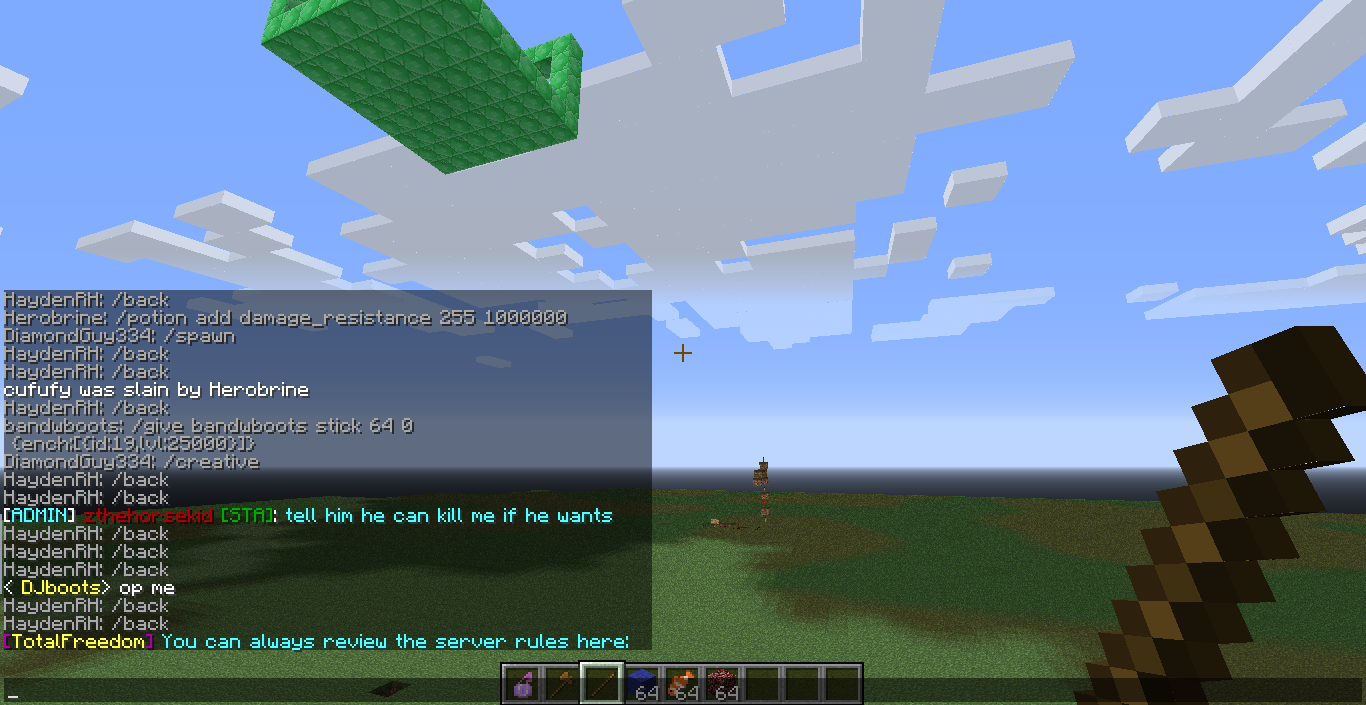 HaydenRH: /back
Herobrine: /potion add damage_resistance 255 1000000
DiamondGuy334: /spawn
HaydenRH: /back
HaydenRH: /back
cufufy was slain by Herobrine
HaydenRH: /back
bandwboots: /give bandwboots stick 64 0
{ench:[{id:19,lvl:25000}]}
DiamondGuy334: /creative
HaydenRH: /back
HaydenRH: /back
[ADMIN] zthehorsekid [STA]: tell him he can kill me if he wants
HaydenRH: /back
HaydenRH: /back
HaydenRH: /back
< DJboots> op me
HaydenRH: /back
HaydenRH: /back
[TotalFreedom] You can always review the server rules here:
_
64 64 64